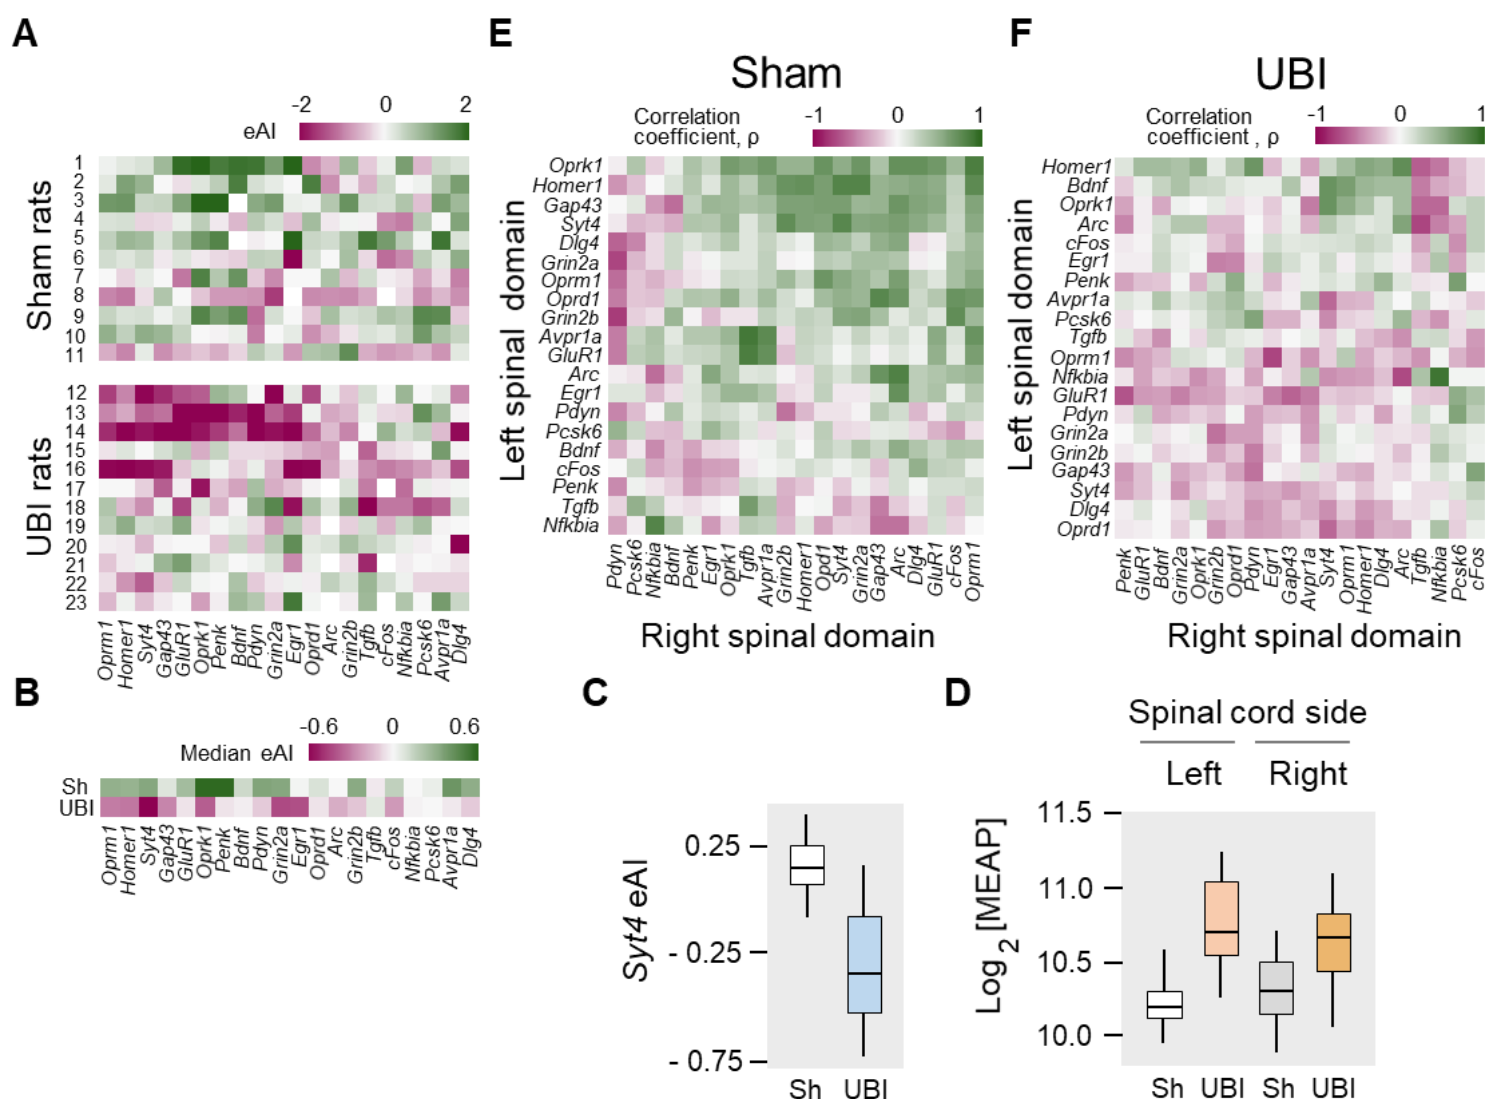 A
-2 0 2
eAI
Sham rats
1
2
3
4
5
6
7
8
9
10
11
UBI rats
12
13
14
15
16
17
18
19
20
21
22
23
Oprm1
Homer1
Syt4
Gap43
GluR1
Oprk1
Penk
Bdnf
Pdyn
Grin2a
Egr1
Oprd1
Arc
Grin2b
Tgfb
cFos
Nfkbia
Pcsk6
Avpr1a
Dlg4
B
-0.6 0 0.6
Median eAI
Sh
UBI
Oprm1
Homer1
Syt4
Gap43
GluR1
Oprk1
Penk
Bdnf
Pdyn
Grin2a
Egr1
Oprd1
Arc
Grin2b
Tgfb
cFos
Nfkbia
Pcsk6
Avpr1a
Dlg4
E
Sham
Correlation
coefficient, ρ
-1 0 1
Left spinal domain
Oprk1
Homer1
Gap43
Syt4
Dlg4
Grin2a
Oprm1
Oprd1
Grin2b
Avpr1a
GluR1
Arc
Egr1
Pdyn
Pcsk6
Bdnf
cFos
Penk
Tgfb
Nfkbia
Pdyn
Pcsk6
Nfkbia
Bdnf
Penk
Egr1
Oprk1
Tgfb
Avpr1a
Grin2b
Homer1
Opd1
Syt4
Grin2a
Gap43
Arc
Dlg4
GluR1
cFos
Oprm1
Right spinal domain
F
UBI
Correlation
coefficient , ρ
-1 0 1
Left spinal domain
Homer1
Bdnf
Oprk1
Arc
cFos
Egr1
Penk
Avpr1a
Pcsk6
Tgfb
Oprm1
Nfkbia
GluR1
Pdyn
Grin2a
Grin2b
Gap43
Syt4
Dlg4
Oprd1
Penk
GluR1
Bdnf
Grin2a
Oprk1
Grin2b
Oprd1
Pdyn
Egr1
Gap43
Avpr1a
Syt4
Oprm1
Homer1
Dlg4
Arc
Tgfb
Nfkbia
Pcsk6
cFos
Right spinal domain
C
Syt4 eAI
0.25
- 0.25
- 0.75
Sh UBI
D
Spinal cord side
Left Right
Log2 [MEAP]
11.5
11.0
10.5
10.0
Sh UBI Sh UBI